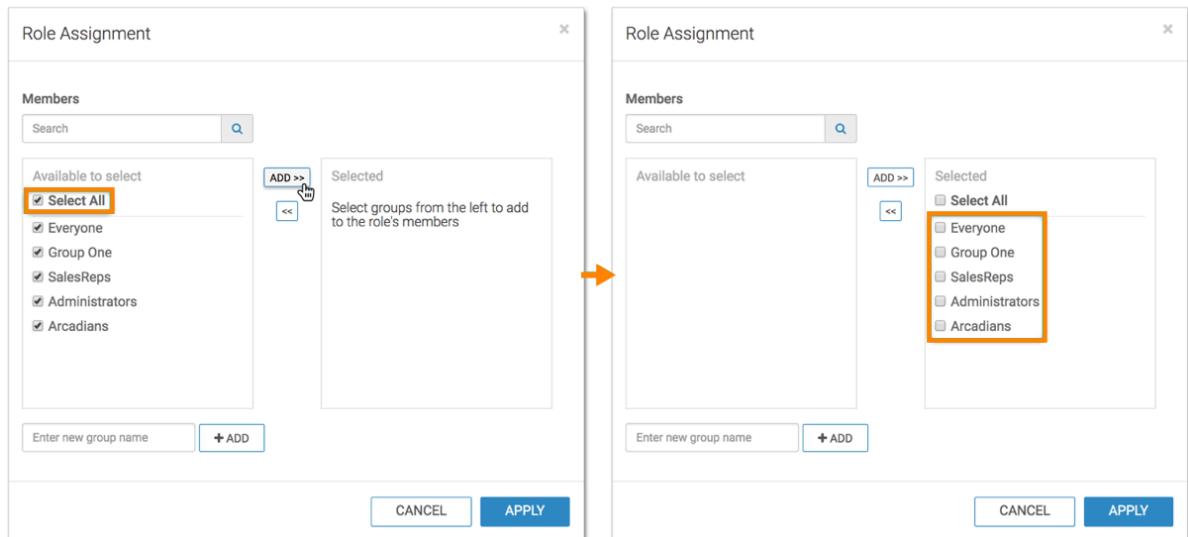 Role Assignment
×
Members
Search
Available to select
Select All
Everyone
Group One
SalesReps
Administrators
Arcadians
ADD >>
<<
Selected
Select groups from the left to add
to the role's members
Enter new group name
+ ADD
CANCEL
APPLY
Role Assignment
×
Members
Search
Available to select
ADD >>
<<
Selected
Select All
Everyone
Group One
SalesReps
Administrators
Arcadians
Enter new group name
+ ADD
CANCEL
APPLY